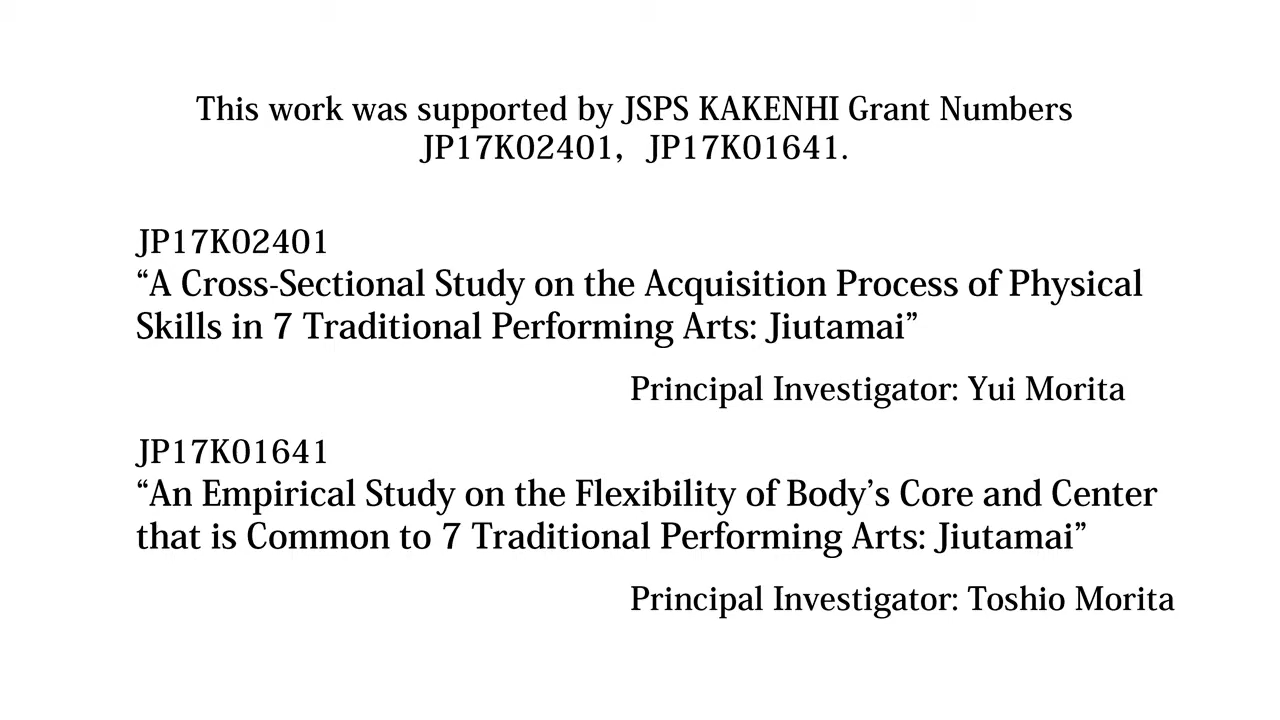 This work was supported by JSPS KAKENHI Grant Numbers
JP17K02401, JP17K01641.
JP17K02401
“A Cross-Sectional Study on the Acquisition Process of Physical
Skills in 7 Traditional Performing Arts: Jiutamai”
Principal Investigator: Yui Morita
JP17K01641
“An Empirical Study on the Flexibility of Body’s Core and Center
that is Common to 7 Traditional Performing Arts: Jiutamai”
Principal Investigator: Toshio Morita